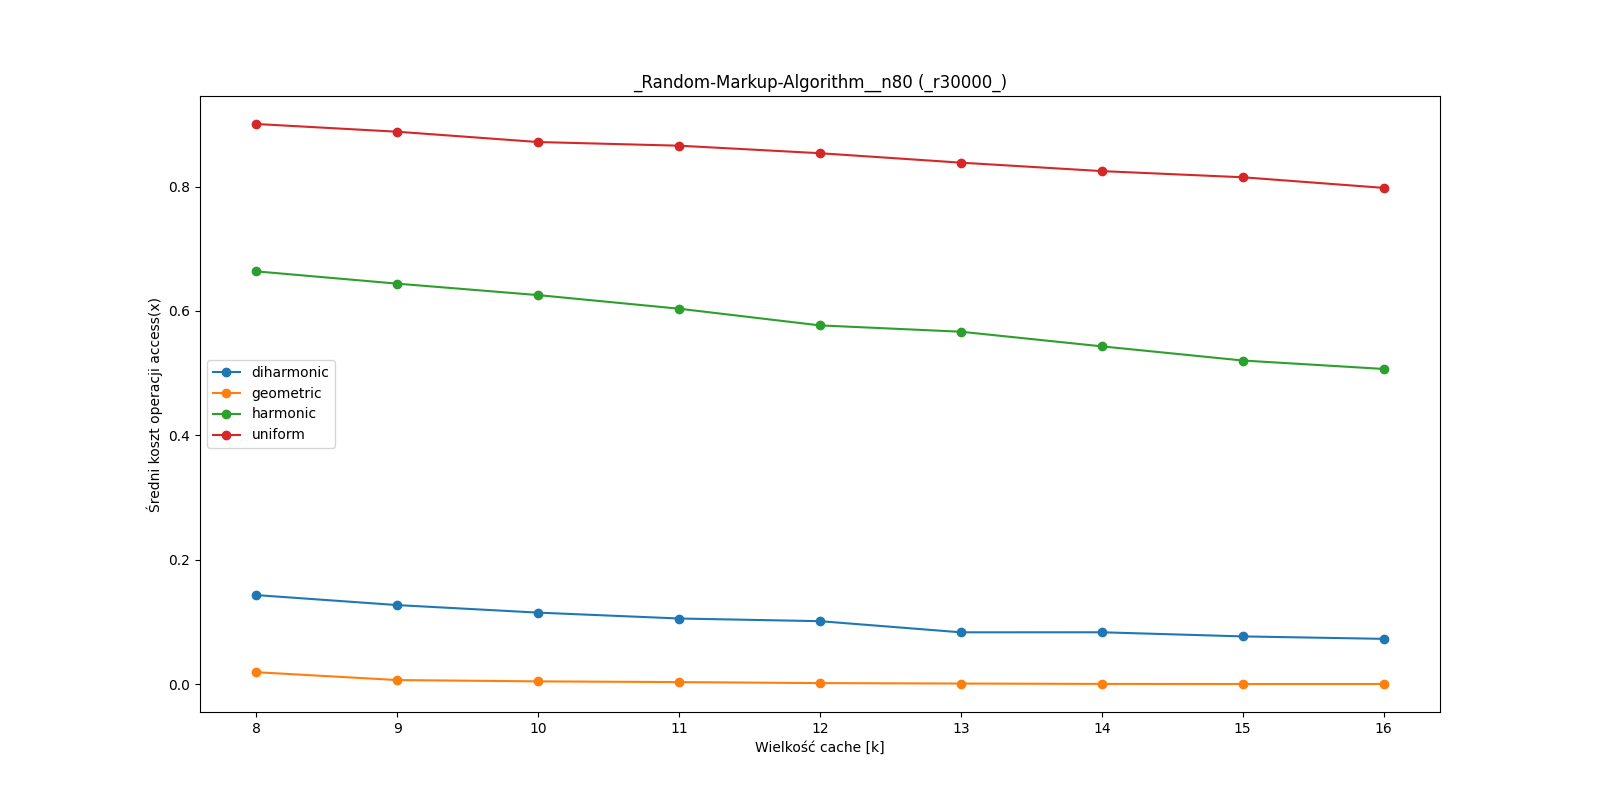 _Random-Markup-Algorithm__n80 (_r30000_)
Średni koszt operacji access(x)
0.8
0.6
0.4
0.2
0.0
diharmonic
geometric
harmonic
uniform
8 9 10 11 12 13 14 15 16
Wielkość cache [k]